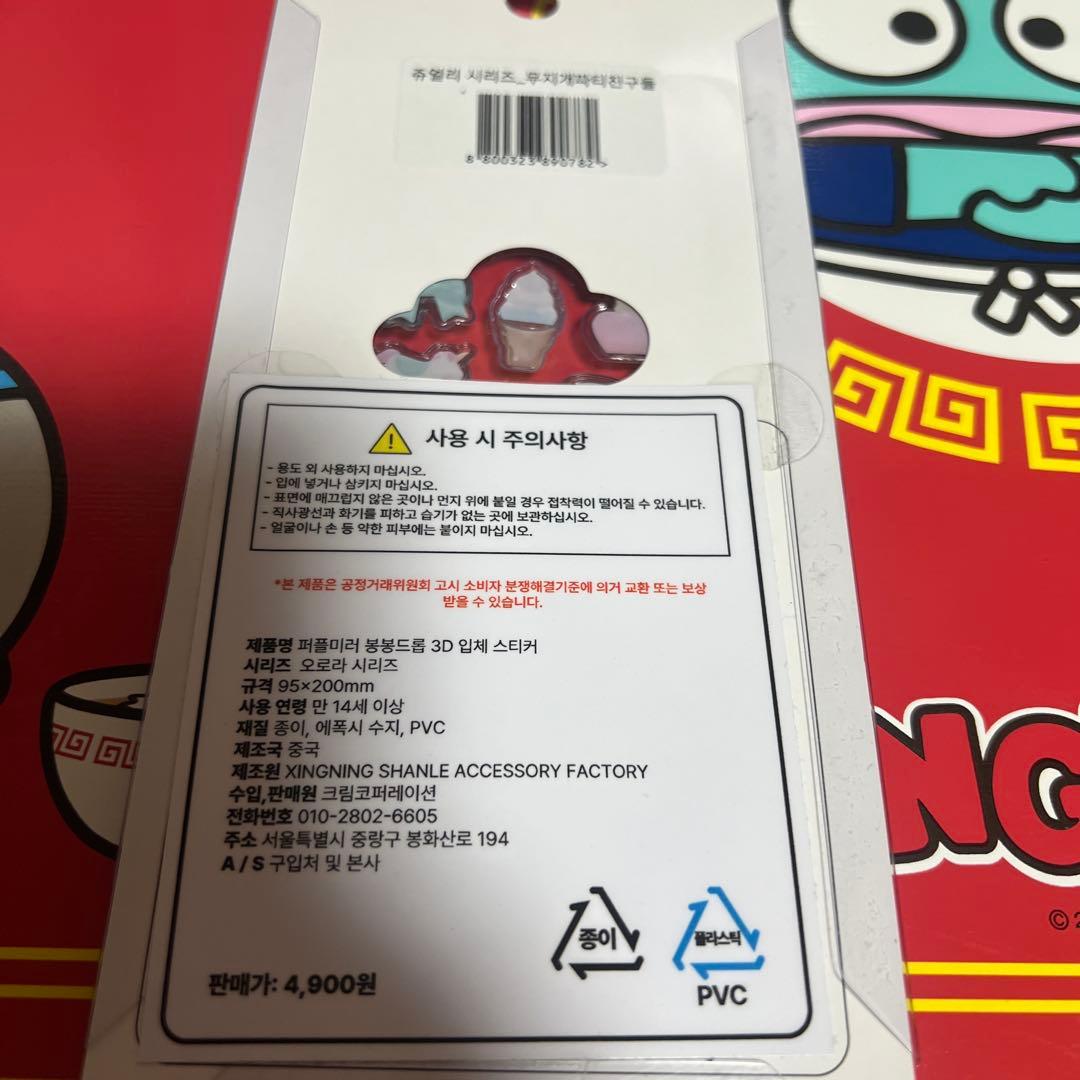 쥬얼리 시리즈_무지개파티친구들
8 800323 890782 >
사용 시 주의사항
- 용도 외 사용하지 마십시오.
- 입에 넣거나 삼키지 마십시오.
- 표면에 매끄럽지 않은 곳이나 먼지 위에 붙일 경우 접착력이 떨어질 수 있습니다.
- 직사광선과 화기를 피하고 습기가 없는 곳에 보관하십시오.
- 얼굴이나 손 등 약한 피부에는 붙이지 마십시오.
*본 제품은 공정거래위원회 고시 소비자 분쟁해결기준에 의거 교환 또는 보상
받을 수 있습니다.
제품명 퍼플미러 봉봉드롭 3D 입체 스티커
시리즈 오로라 시리즈
규격 95×200mm
사용 연령 만 14세 이상
재질 종이, 에폭시 수지, PVC
제조국 중국
제조원 XINGNING SHANLE ACCESSORY FACTORY
수입,판매원 크림코퍼레이션
전화번호 010-2802-6605
주소 서울특별시 중랑구 봉화산로 194
A / S 구입처 및 본사
종이
플라스틱
PVC
판매가: 4,900원
NG
© 2